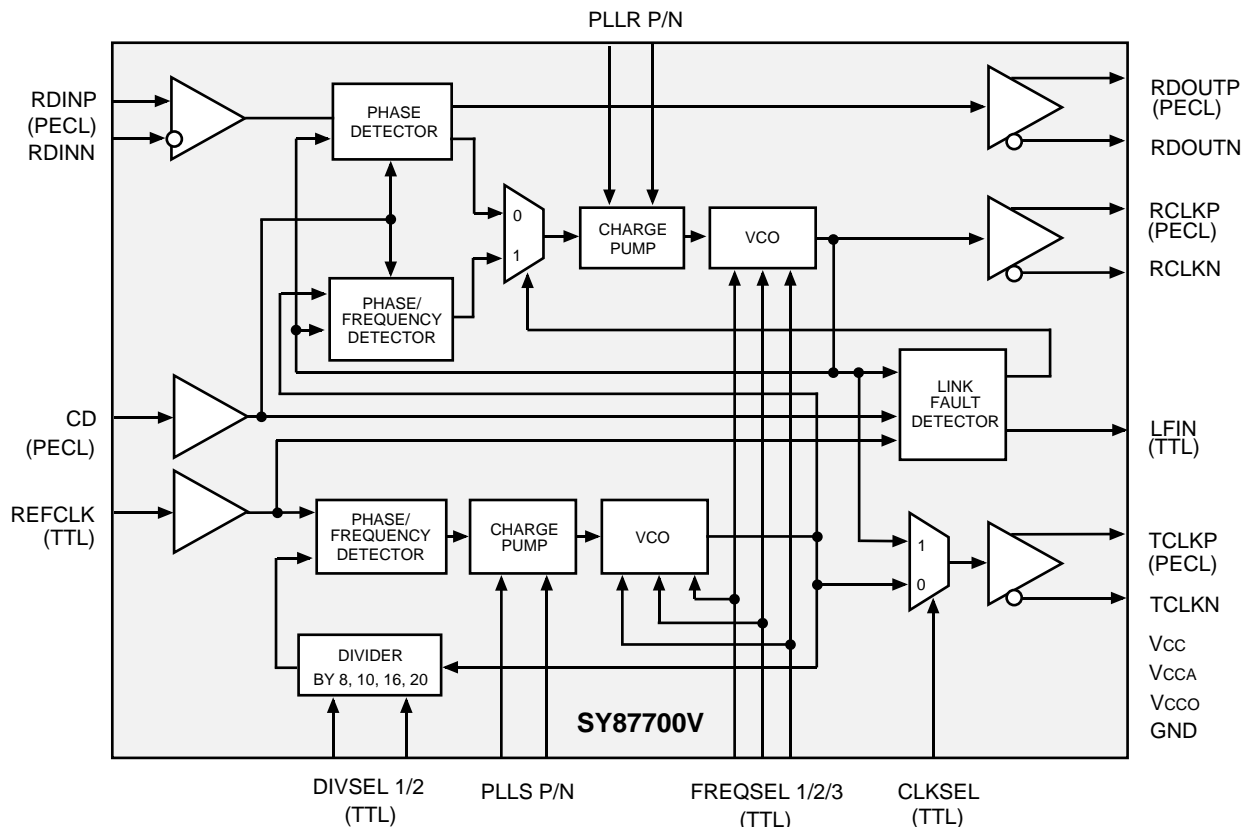 PLLR P/N
RDINP
(PECL)
RDINN
PHASE
DETECTOR
RDOUTP
(PECL)
RDOUTN
0
1
CHARGE
PUMP
VCO
RCLKP
(PECL)
RCLKN
PHASE/
FREQUENCY
DETECTOR
LINK
FAULT
DETECTOR
CD
(PECL)
LFIN
(TTL)
REFCLK
(TTL)
PHASE/
FREQUENCY
DETECTOR
CHARGE
PUMP
VCO
1
0
TCLKP
(PECL)
TCLKN
DIVIDER
BY 8, 10, 16, 20
VCC
VCCA
VCCO
GND
SY87700V
DIVSEL 1/2
(TTL)
PLLS P/N
FREQSEL 1/2/3
(TTL)
CLKSEL
(TTL)